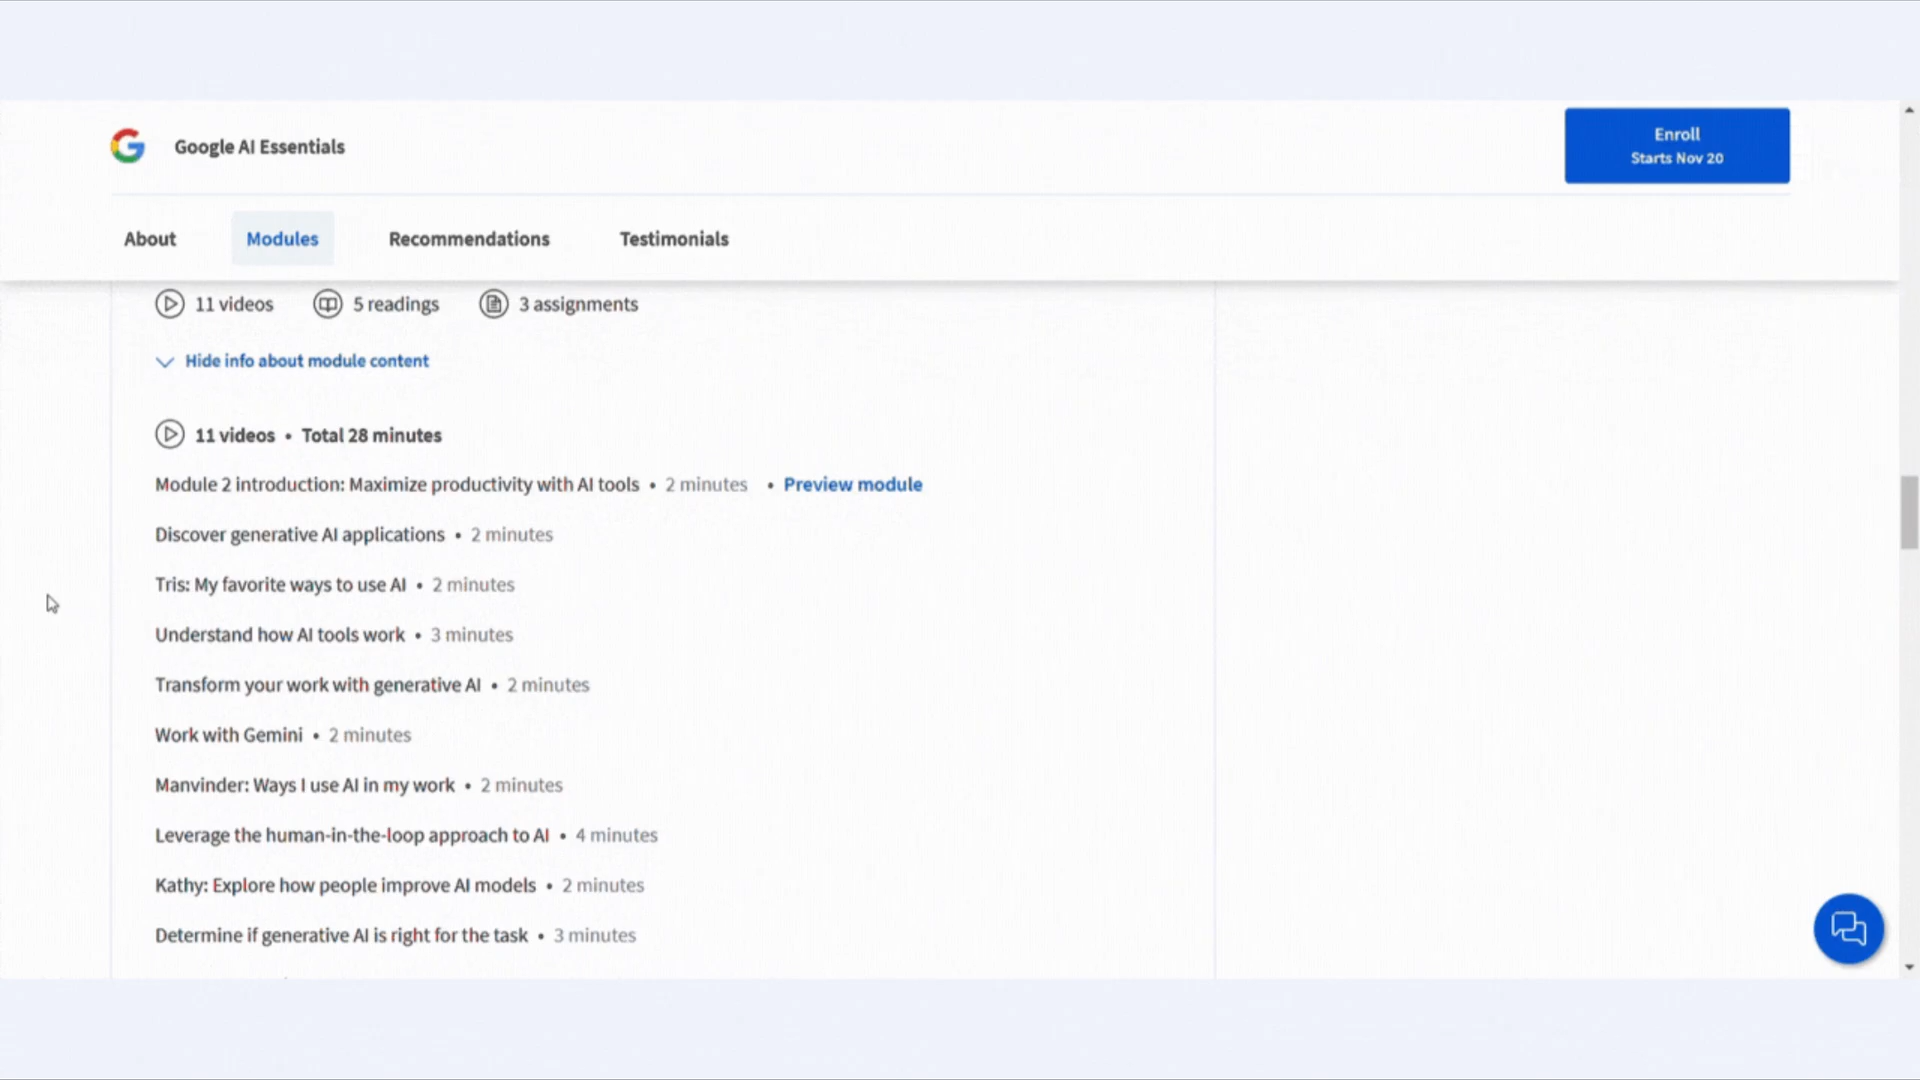 Google AI Essentials
Enroll
Starts Nov 20
About Modules Recommendations Testimonials
11 videos 5 readings 3 assignments
Hide info about module content
11 videos • Total 28 minutes
Module 2 introduction: Maximize productivity with AI tools • 2 minutes • Preview module
Discover generative AI applications • 2 minutes
Tris: My favorite ways to use AI • 2 minutes
Understand how AI tools work • 3 minutes
Transform your work with generative AI • 2 minutes
Work with Gemini • 2 minutes
Manvinder: Ways I use AI in my work • 2 minutes
Leverage the human-in-the-loop approach to AI • 4 minutes
Kathy: Explore how people improve AI models • 2 minutes
Determine if generative AI is right for the task • 3 minutes